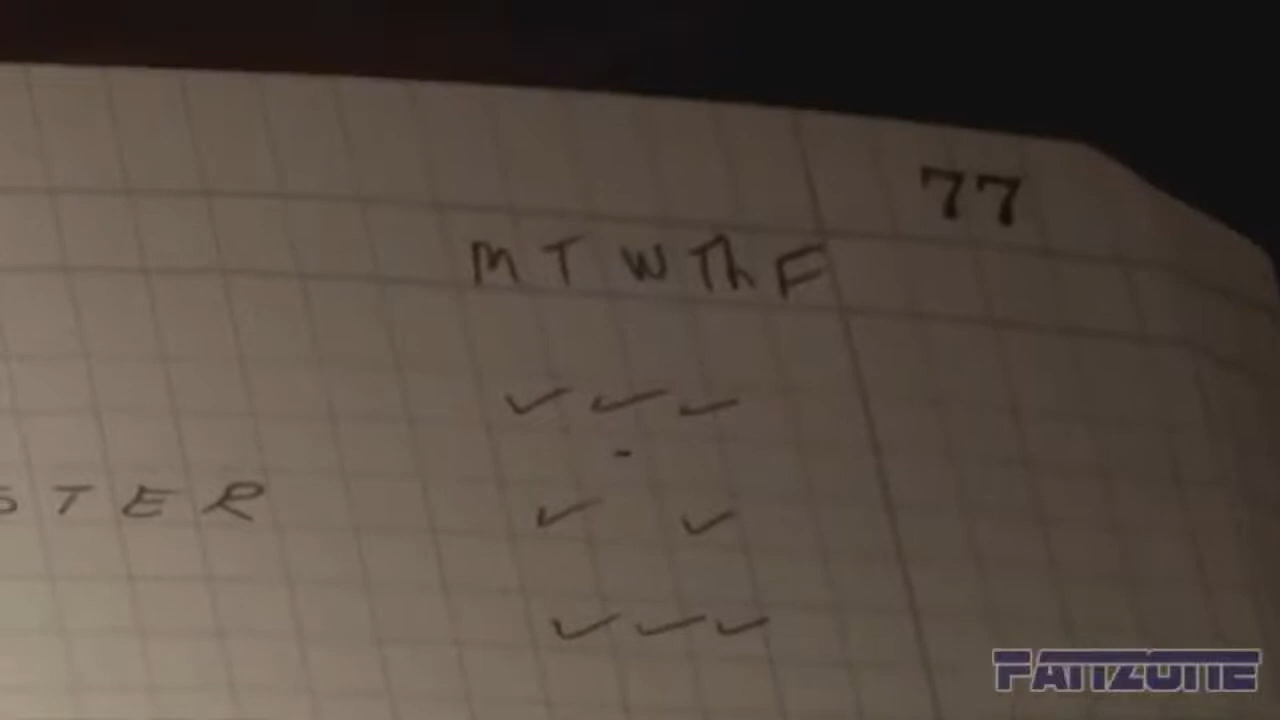 77
M T W Th F
✓ ✓ ✓
STER
✓ ✓
✓ ✓ ✓
FANZONE